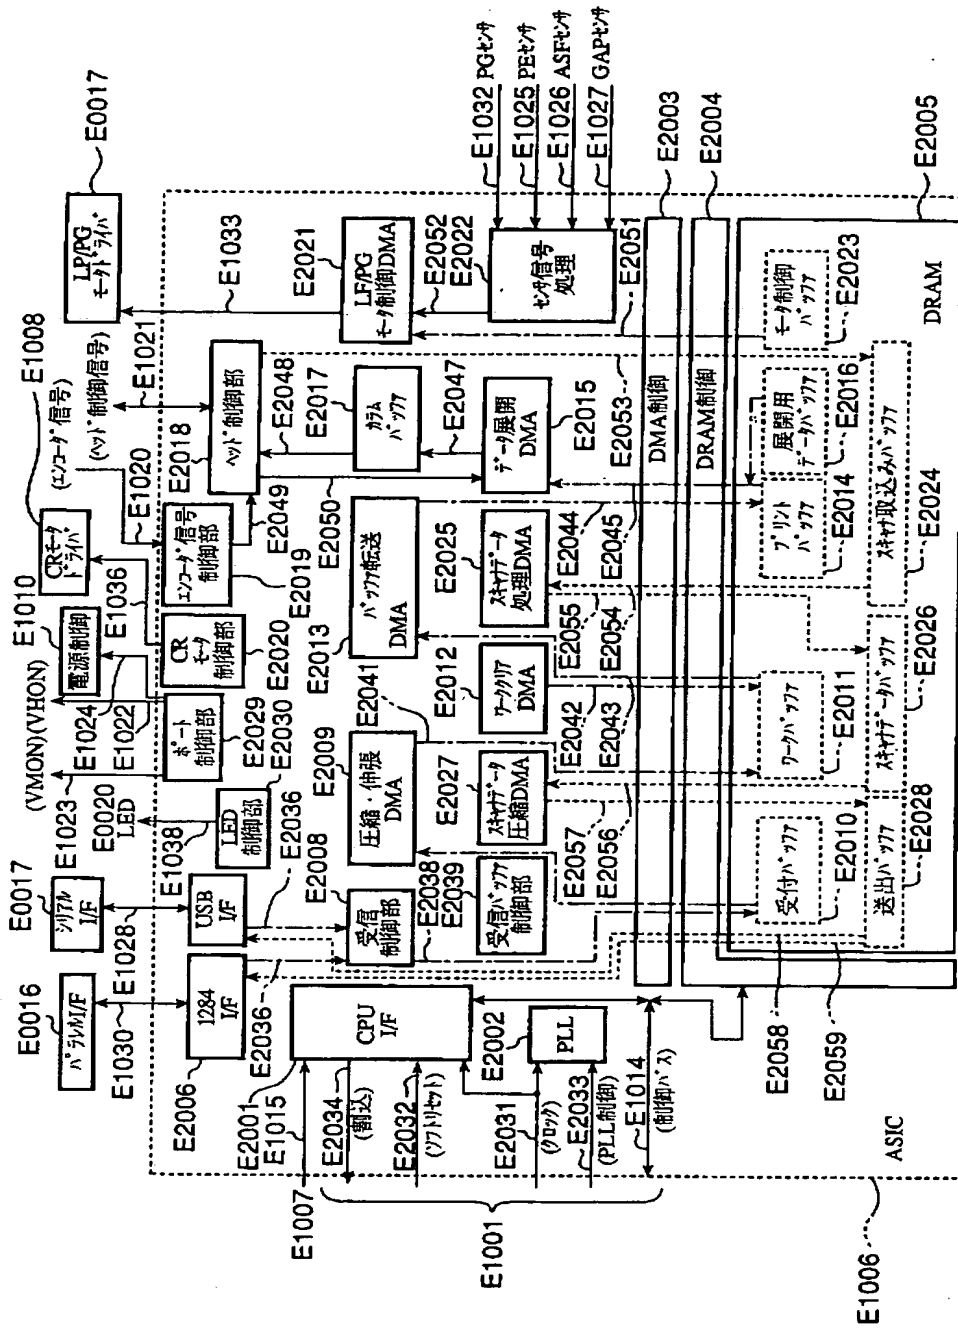 E0016
パラレルI/F
E1030
E0017
シリアルI/F
E1028
E1023
E0020
LED
E1038
(VMON)(VHON)
E1024
E1022
E1010
電源制御
E1036
E1008
CRモータ
ドライバ
E1020
(エンコーダ信号)
(ヘッド制御信号)
E1021
E0017
LP/PG
モータドライバ
E1033
E2006
1284
I/F
USB
I/F
E2036
LED
制御部
E2030
ポート
制御部
E2029
CR
モータ
制御部
E2020
エンコーダ信号
制御部
E2019
E2018
ヘッド制御部
E2049
E2048
E2017
カラム
バッファ
E2047
E2050
E2021
LF/PG
モータ制御DMA
E2052
E2022
センサ信号
処理
E1032 PGセンサ
E1025 PEセンサ
E1026 ASFセンサ
E1027 GAPセンサ
E2051
E1007
E2001
E1015
CPU
I/F
E2034
(割込)
E2032
(ソフトリセット)
E2036
E2008
受信
制御部
E2038
E2039
受信バッファ
制御部
E2009
圧縮・伸張
DMA
E2041
E2027
スキャナデータ
圧縮DMA
E2057
E2056
E2012
ワーククリア
DMA
E2042
E2043
E2013
バッファ転送
DMA
E2025
スキャナデータ
処理DMA
E2055
E2054
E2044
E2045
データ展開
DMA
E2015
E2053
E1001
E2002
PLL
E2031
(クロック)
E2033
(PLL制御)
E1014
(制御バス)
DMA制御
E2003
DRAM制御
E2004
E2005
受付バッファ
E2010
ワークバッファ
E2011
プリント
バッファ
E2014
展開用
データバッファ
E2016
モータ制御
バッファ
E2023
送出バッファ
E2028
スキャナデータバッファ
E2026
スキャナ取込みバッファ
E2024
DRAM
E2058
E2059
ASIC
E1006